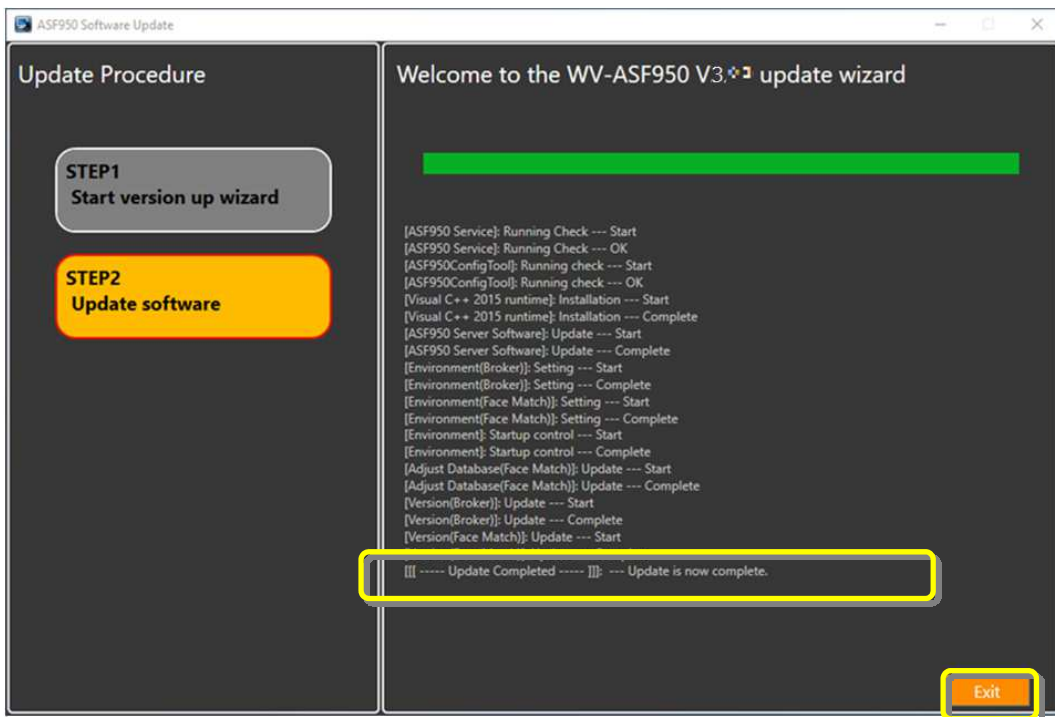 ASF950 Software Update
Update Procedure
STEP1
Start version up wizard
STEP2
Update software
Welcome to the WV-ASF950 V3. update wizard
[ASF950 Service]: Running Check --- Start
[ASF950 Service]: Running Check --- OK
[ASF950ConfigTool]: Running check --- Start
[ASF950ConfigTool]: Running check --- OK
[Visual C++ 2015 runtime]: Installation --- Start
[Visual C++ 2015 runtime]: Installation --- Complete
[ASF950 Server Software]: Update --- Start
[ASF950 Server Software]: Update --- Complete
[Environment(Broker)]: Setting --- Start
[Environment(Broker)]: Setting --- Complete
[Environment(Face Match)]: Setting --- Start
[Environment(Face Match)]: Setting --- Complete
[Environment]: Startup control --- Start
[Environment]: Startup control --- Complete
[Adjust Database(Face Match)]: Update --- Start
[Adjust Database(Face Match)]: Update --- Complete
[Version(Broker)]: Update --- Start
[Version(Broker)]: Update --- Complete
[Version(Face Match)]: Update --- Start
[[[ ----- Update Completed ----- ]]]: --- Update is now complete.
Exit